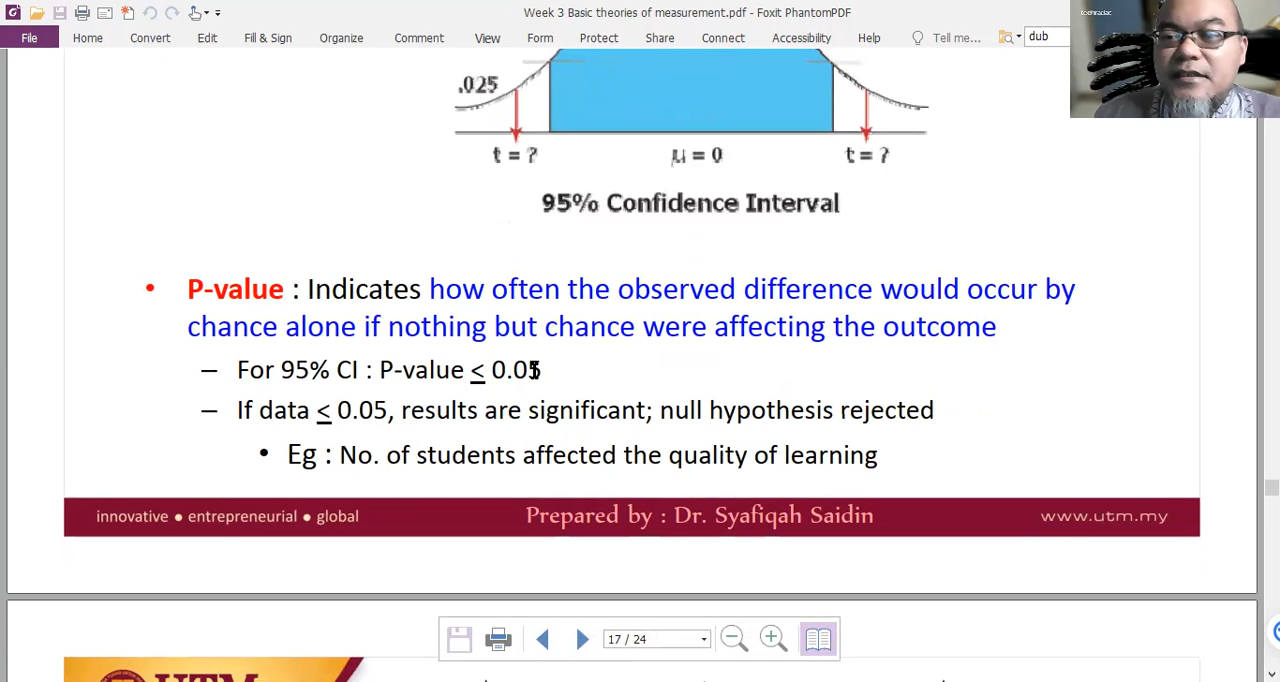 Week 3 Basic theories of measurement.pdf - Foxit PhantomPDF
File Home Convert Edit Fill & Sign Organize Comment View Form Protect Share Connect Accessibility Help Tell me... dub
.025
t = ? μ = 0 t = ?
95% Confidence Interval
• P-value : Indicates how often the observed difference would occur by
chance alone if nothing but chance were affecting the outcome
– For 95% CI : P-value ≤ 0.05
– If data ≤ 0.05, results are significant; null hypothesis rejected
• Eg : No. of students affected the quality of learning
innovative ● entrepreneurial ● global Prepared by : Dr. Syafiqah Saidin www.utm.my
17 / 24